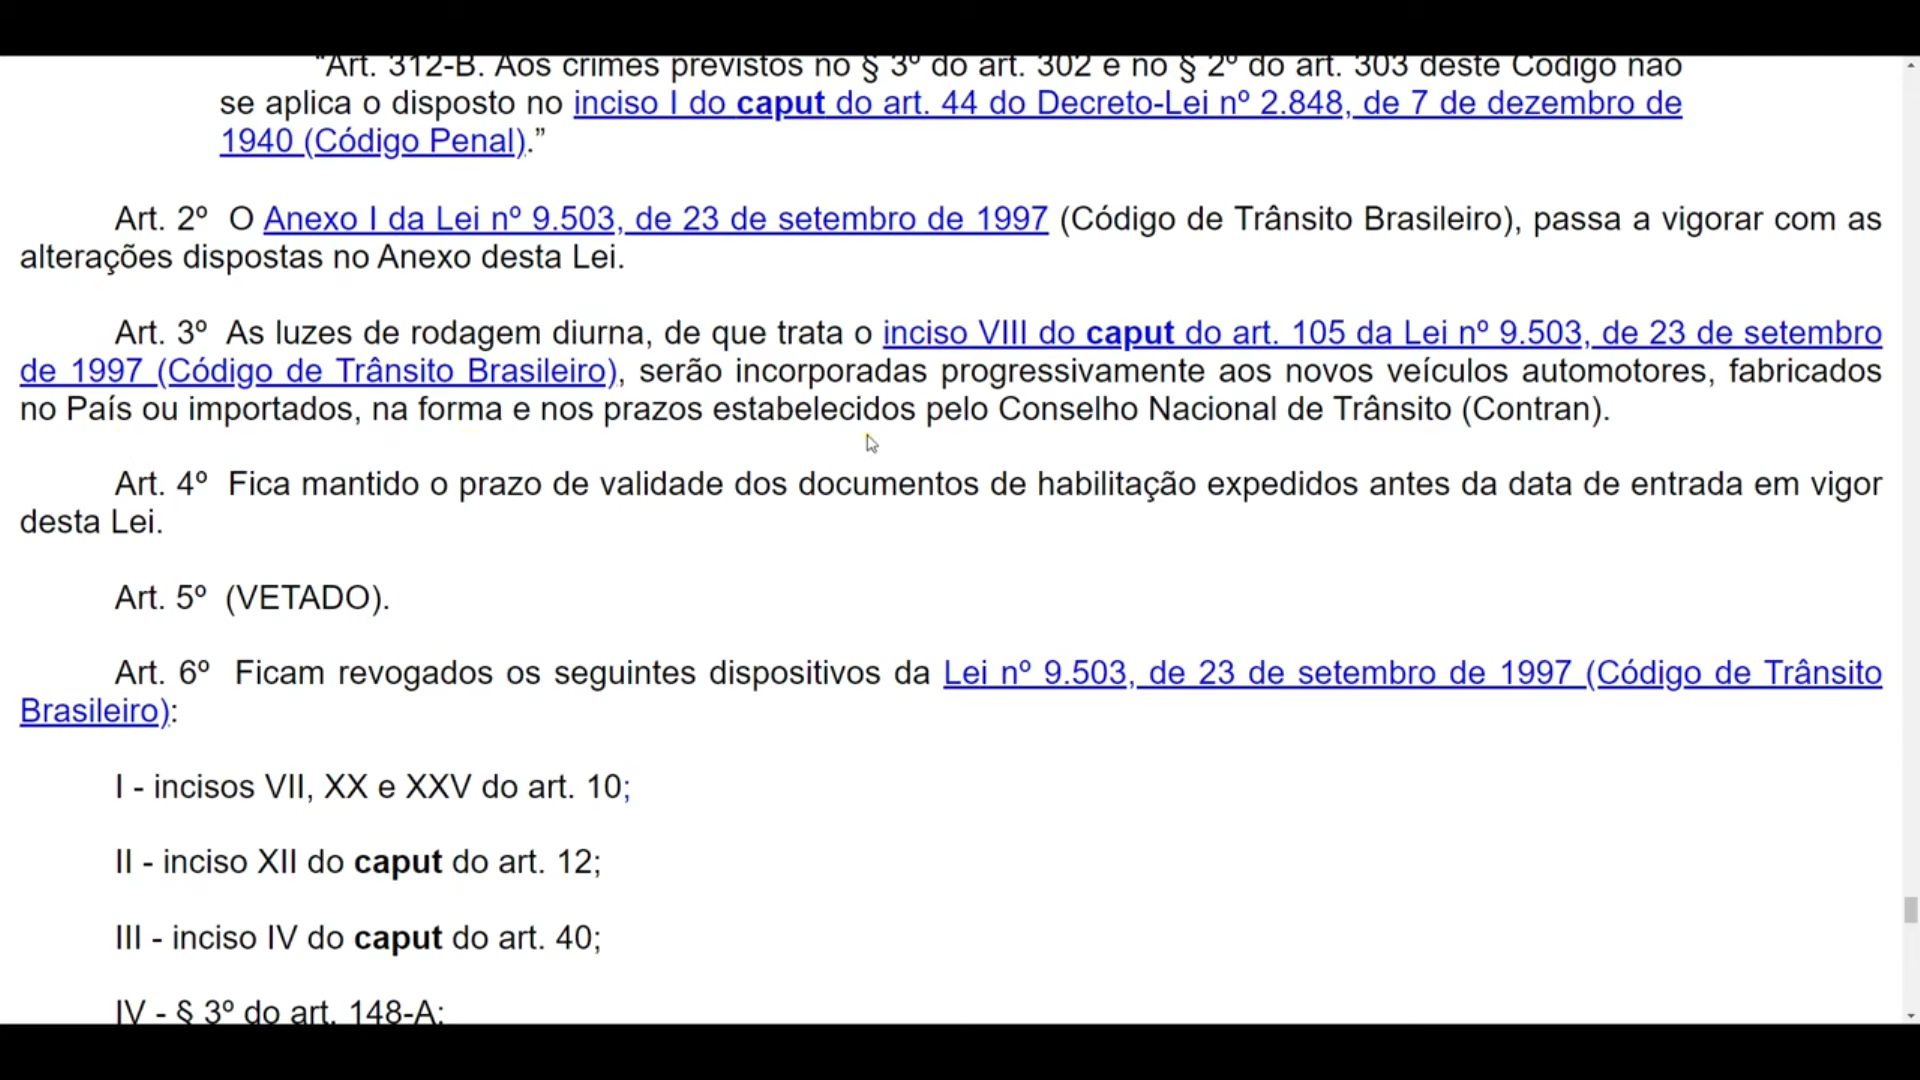 “Art. 312-B. Aos crimes previstos no § 3º do art. 302 e no § 2º do art. 303 deste Código não
se aplica o disposto no inciso I do caput do art. 44 do Decreto-Lei nº 2.848, de 7 de dezembro de
1940 (Código Penal).”
Art. 2º O Anexo I da Lei nº 9.503, de 23 de setembro de 1997 (Código de Trânsito Brasileiro), passa a vigorar com as
alterações dispostas no Anexo desta Lei.
Art. 3º As luzes de rodagem diurna, de que trata o inciso VIII do caput do art. 105 da Lei nº 9.503, de 23 de setembro
de 1997 (Código de Trânsito Brasileiro), serão incorporadas progressivamente aos novos veículos automotores, fabricados
no País ou importados, na forma e nos prazos estabelecidos pelo Conselho Nacional de Trânsito (Contran).
Art. 4º Fica mantido o prazo de validade dos documentos de habilitação expedidos antes da data de entrada em vigor
desta Lei.
Art. 5º (VETADO).
Art. 6º Ficam revogados os seguintes dispositivos da Lei nº 9.503, de 23 de setembro de 1997 (Código de Trânsito
Brasileiro):
I - incisos VII, XX e XXV do art. 10;
II - inciso XII do caput do art. 12;
III - inciso IV do caput do art. 40;
IV - § 3º do art. 148-A;